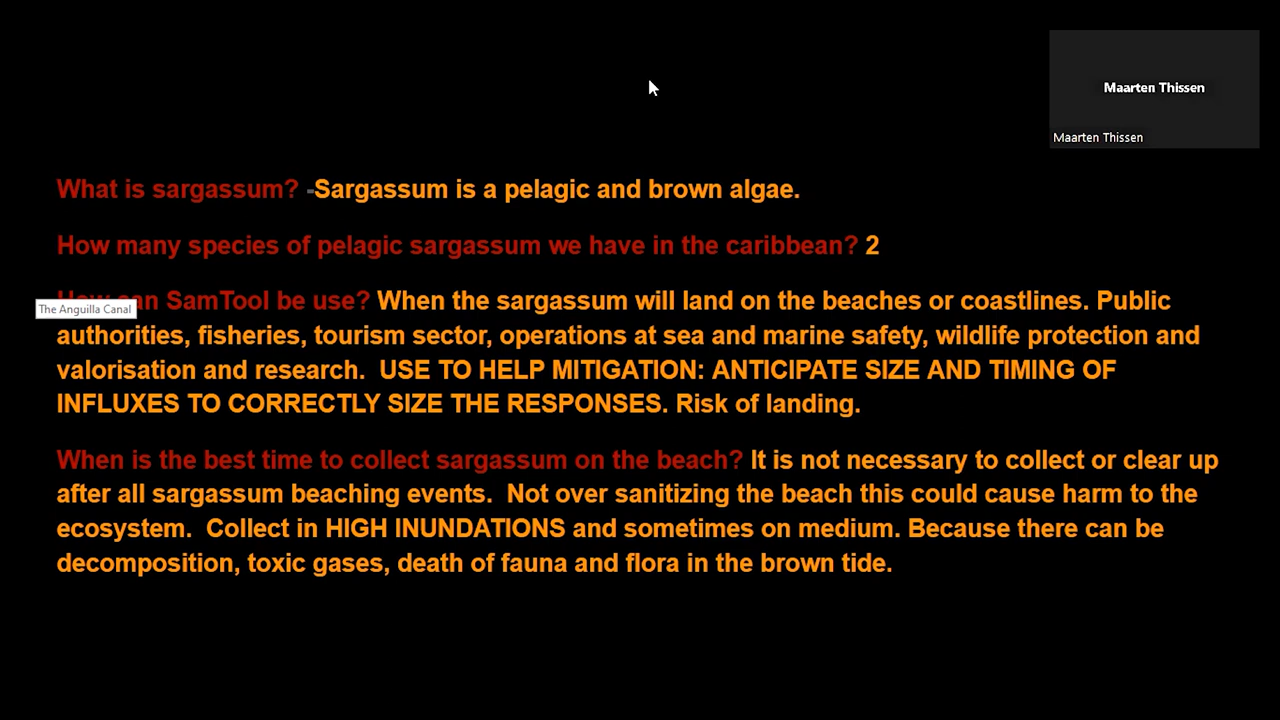 Maarten Thissen
Maarten Thissen
What is sargassum? -Sargassum is a pelagic and brown algae.
How many species of pelagic sargassum we have in the caribbean? 2
The Anguilla Canal
How can SamTool be use? When the sargassum will land on the beaches or coastlines. Public
authorities, fisheries, tourism sector, operations at sea and marine safety, wildlife protection and
valorisation and research. USE TO HELP MITIGATION: ANTICIPATE SIZE AND TIMING OF
INFLUXES TO CORRECTLY SIZE THE RESPONSES. Risk of landing.
When is the best time to collect sargassum on the beach? It is not necessary to collect or clear up
after all sargassum beaching events. Not over sanitizing the beach this could cause harm to the
ecosystem. Collect in HIGH INUNDATIONS and sometimes on medium. Because there can be
decomposition, toxic gases, death of fauna and flora in the brown tide.